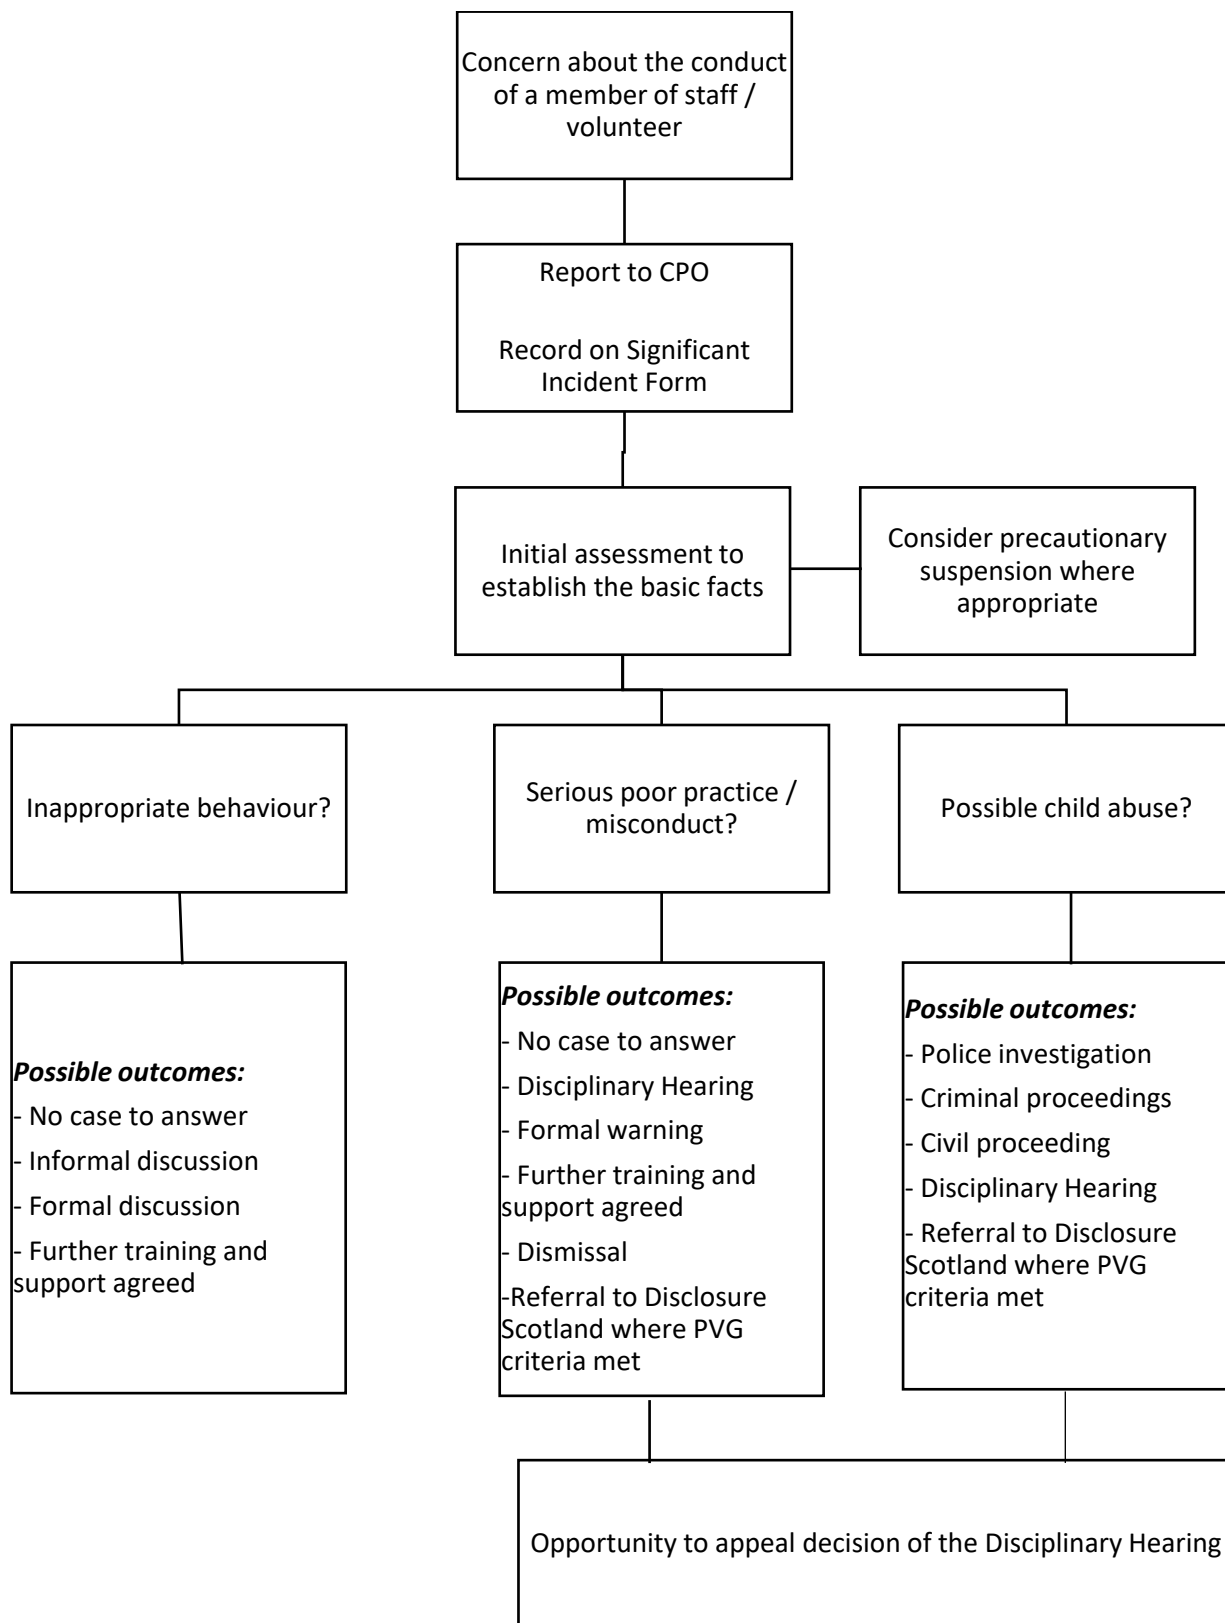 Concern about the conduct
of a member of staff /
volunteer
Report to CPO
Record on Significant
Incident Form
Initial assessment to
establish the basic facts
Consider precautionary
suspension where
appropriate
Inappropriate behaviour?
Serious poor practice /
misconduct?
Possible child abuse?
Possible outcomes:
- No case to answer
- Informal discussion
- Formal discussion
- Further training and
support agreed
Possible outcomes:
- No case to answer
- Disciplinary Hearing
- Formal warning
- Further training and
support agreed
- Dismissal
-Referral to Disclosure
Scotland where PVG
criteria met
Possible outcomes:
- Police investigation
- Criminal proceedings
- Civil proceeding
- Disciplinary Hearing
- Referral to Disclosure
Scotland where PVG
criteria met
Opportunity to appeal decision of the Disciplinary Hearing